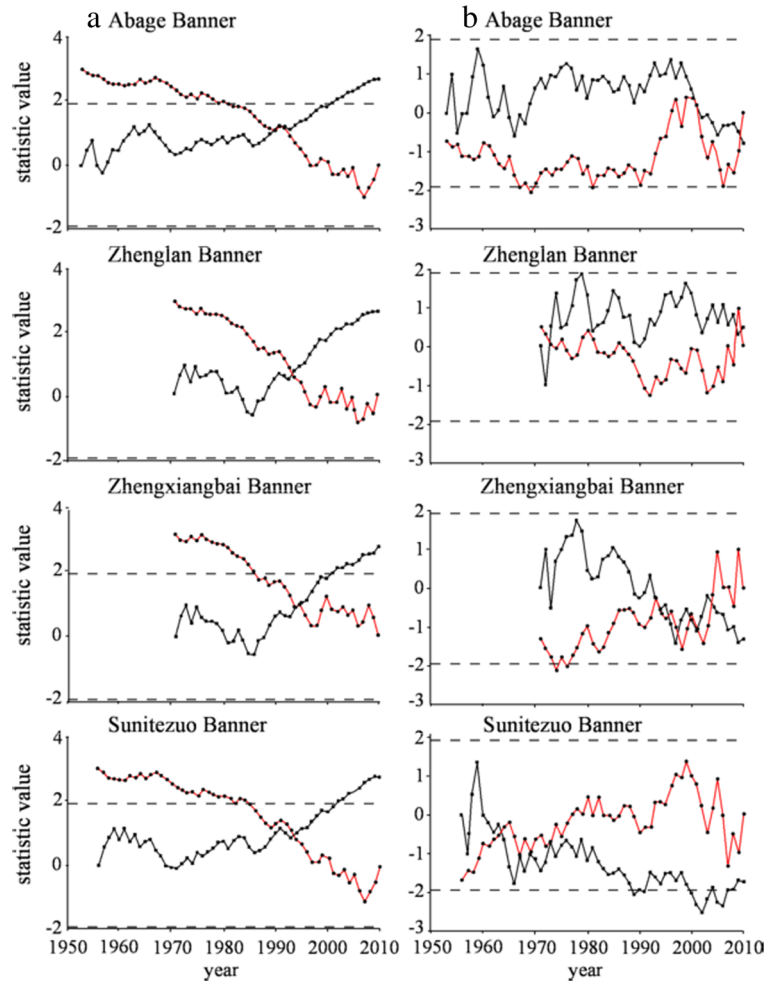 a Abage Banner
4
2
0
-2
statistic value
b Abage Banner
2
1
0
-1
-2
-3
Zhenglan Banner
4
2
0
-2
statistic value
Zhenglan Banner
2
1
0
-1
-2
-3
Zhengxiangbai Banner
4
2
0
-2
statistic value
Zhengxiangbai Banner
2
1
0
-1
-2
-3
Sunitezuo Banner
4
2
0
-2
statistic value
1950 1960 1970 1980 1990 2000 2010
year
Sunitezuo Banner
2
1
0
-1
-2
-3
1950 1960 1970 1980 1990 2000 2010
year